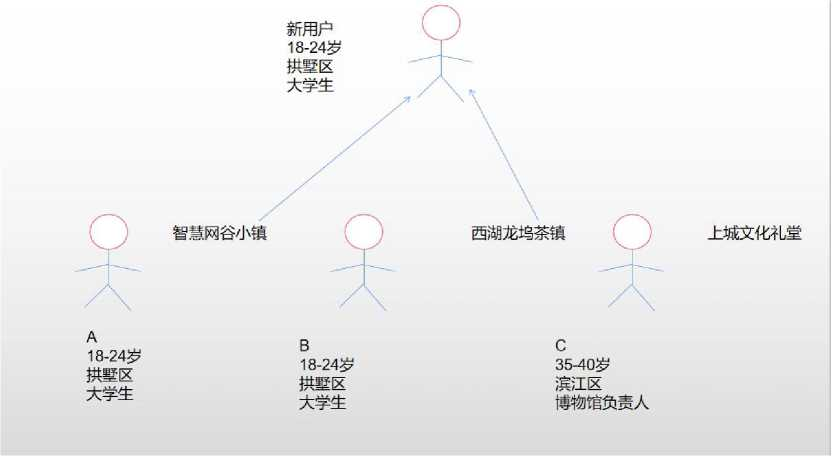 新用户
18-24岁
拱墅区
大学生
智慧网谷小镇
西湖龙坞茶镇
上城文化礼堂
A
18-24岁
拱墅区
大学生
B
18-24岁
拱墅区
大学生
C
35-40岁
滨江区
博物馆负责人